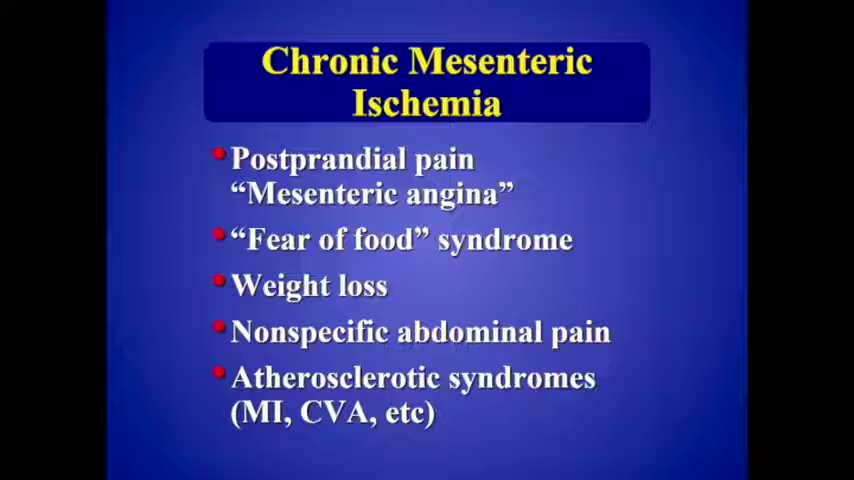 Chronic Mesenteric
Ischemia
• Postprandial pain
“Mesenteric angina”
• “Fear of food” syndrome
• Weight loss
• Nonspecific abdominal pain
• Atherosclerotic syndromes
(MI, CVA, etc)